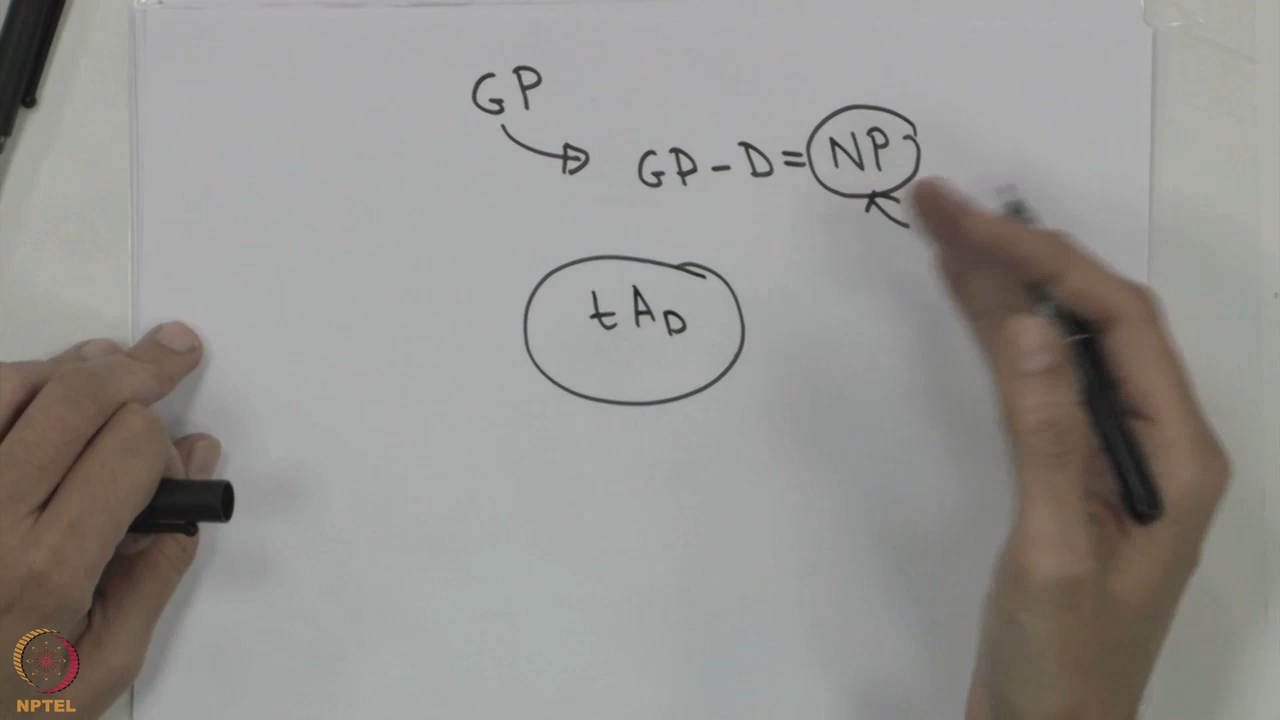 GP
GP - D = NP
tA_D
NPTEL